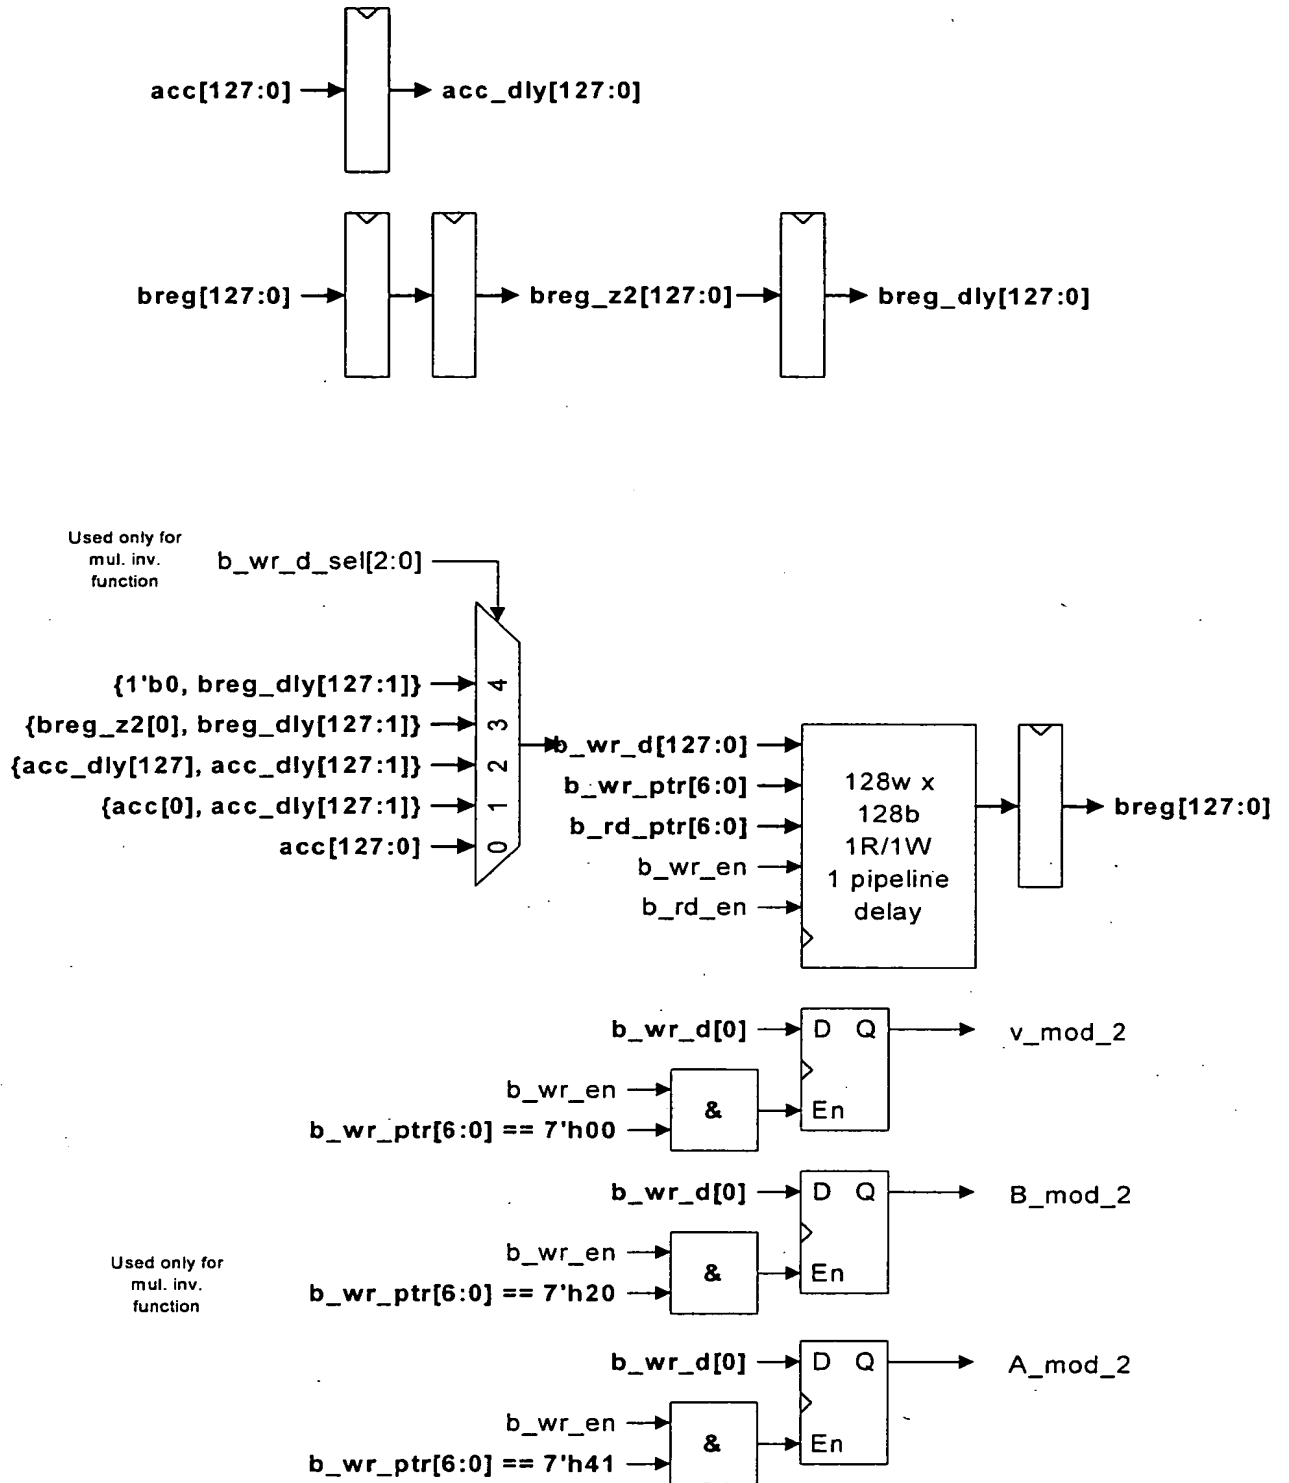 acc[127:0]
acc_dly[127:0]
breg[127:0]
breg_z2[127:0]
breg_dly[127:0]
Used only for
mul. inv.
function
b_wr_d_sel[2:0]
{1'b0, breg_dly[127:1]}
4
{breg_z2[0], breg_dly[127:1]}
3
{acc_dly[127], acc_dly[127:1]}
2
{acc[0], acc_dly[127:1]}
1
acc[127:0]
0
b_wr_d[127:0]
b_wr_ptr[6:0]
b_rd_ptr[6:0]
b_wr_en
b_rd_en
128w x
128b
1R/1W
1 pipeline
delay
breg[127:0]
b_wr_d[0]
D Q
v_mod_2
b_wr_en
&
En
b_wr_ptr[6:0] == 7'h00
b_wr_d[0]
D Q
B_mod_2
b_wr_en
&
En
b_wr_ptr[6:0] == 7'h20
Used only for
mul. inv.
function
b_wr_d[0]
D Q
A_mod_2
b_wr_en
&
En
b_wr_ptr[6:0] == 7'h41